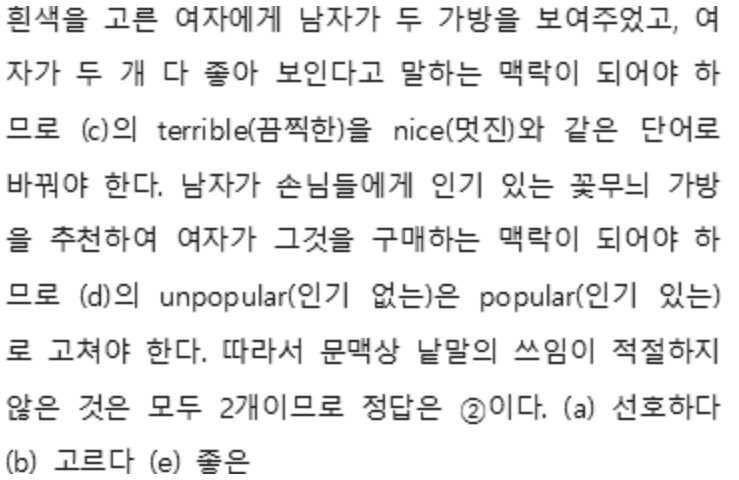 흰색을 고른 여자에게 남자가 두 가방을 보여주었고, 여
자가 두 개 다 좋아 보인다고 말하는 맥락이 되어야 하
므로 (c)의 terrible(끔찍한)을 nice(멋진)와 같은 단어로
바꿔야 한다. 남자가 손님들에게 인기 있는 꽃무늬 가방
을 추천하여 여자가 그것을 구매하는 맥락이 되어야 하
므로 (d)의 unpopular(인기 없는)은 popular(인기 있는)
로 고쳐야 한다. 따라서 문맥상 낱말의 쓰임이 적절하지
않은 것은 모두 2개이므로 정답은 ②이다. (a) 선호하다
(b) 고르다 (e) 좋은